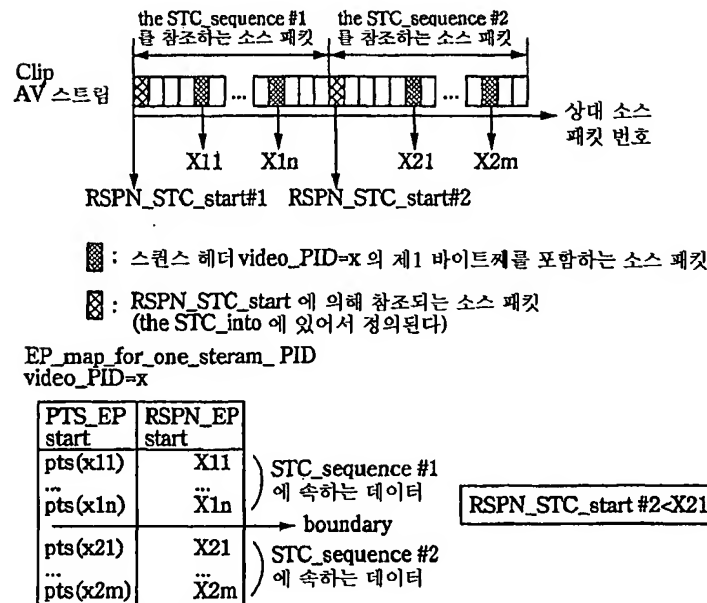 the STC_sequence #1
를 참조하는 소스 패킷
the STC_sequence #2
를 참조하는 소스 패킷
Clip
AV 스트림
...
...
상대 소스
패킷 번호
X11
X1n
X21
X2m
RSPN_STC_start#1
RSPN_STC_start#2
: 스퀀스 헤더 video_PID=x 의 제1 바이트째를 포함하는 소스 패킷
: RSPN_STC_start 에 의해 참조되는 소스 패킷
(the STC_into 에 있어서 정의된다)
EP_map_for_one_steram_ PID
video_PID=x
PTS_EP start
RSPN_EP start
pts(x11) X11
... ...
pts(x1n) X1n
STC_sequence #1
에 속하는 데이터
boundary
pts(x21) X21
... ...
pts(x2m) X2m
STC_sequence #2
에 속하는 데이터
RSPN_STC_start #2<X21